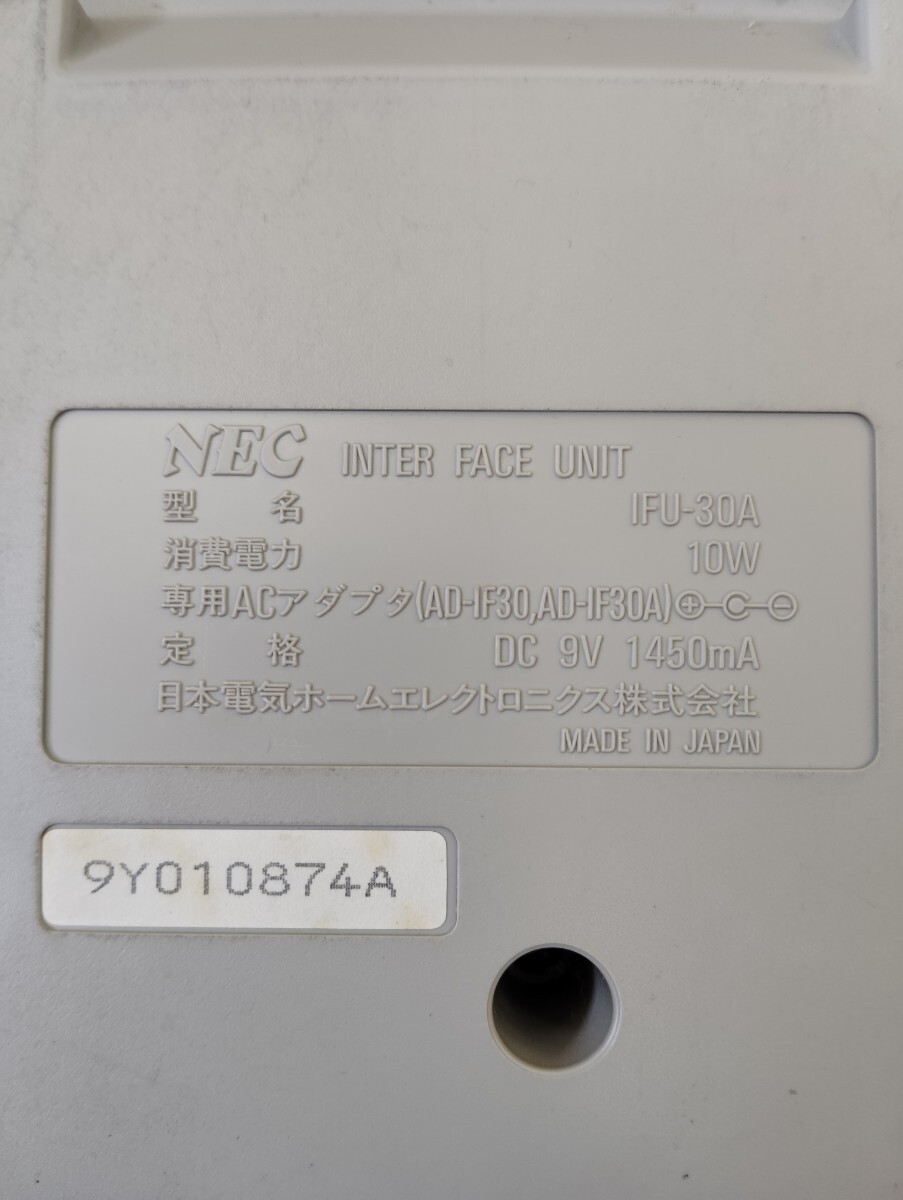 NEC INTER FACE UNIT
型名 IFU-30A
消費電力 10W
専用ACアダプタ(AD-IF30,AD-IF30A)
定格 DC 9V 1450mA
日本電気ホームエレクトロニクス株式会社
MADE IN JAPAN
9Y010874A